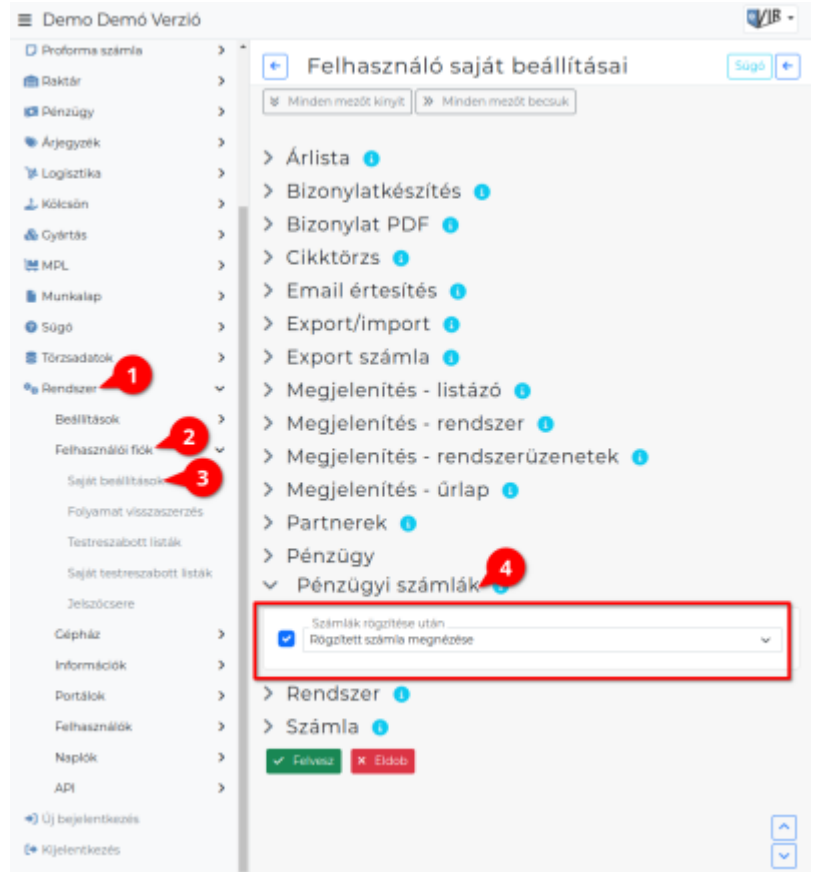 Demo Demó Verzió
VIR
Proforma számla
Raktár
Pénzügy
Árjegyzék
Logisztika
Kölcsön
Gyártás
MPL
Munkalap
Súgó
Törzsadatok
1
Rendszer
Beállítások
2
Felhasználói fiók
3
Saját beállítások
Folyamat visszaszerzés
Testreszabott listák
Saját testreszabott listák
Jelszócsere
Gépház
Információk
Portálok
Felhasználók
Naplók
API
Új bejelentkezés
Kijelentkezés
Felhasználó saját beállításai
Súgó
Minden mezőt kinyit
Minden mezőt becsuk
Árlista
Bizonylatkészítés
Bizonylat PDF
Cikktörzs
Email értesítés
Export/import
Export számla
Megjelenítés - listázó
Megjelenítés - rendszer
Megjelenítés - rendszerüzenetek
Megjelenítés - űrlap
Partnerek
Pénzügy
4
Pénzügyi számlák
Számlák rögzítése után
Rögzített számla megnézése
Rendszer
Számla
Felvesz
Eldob